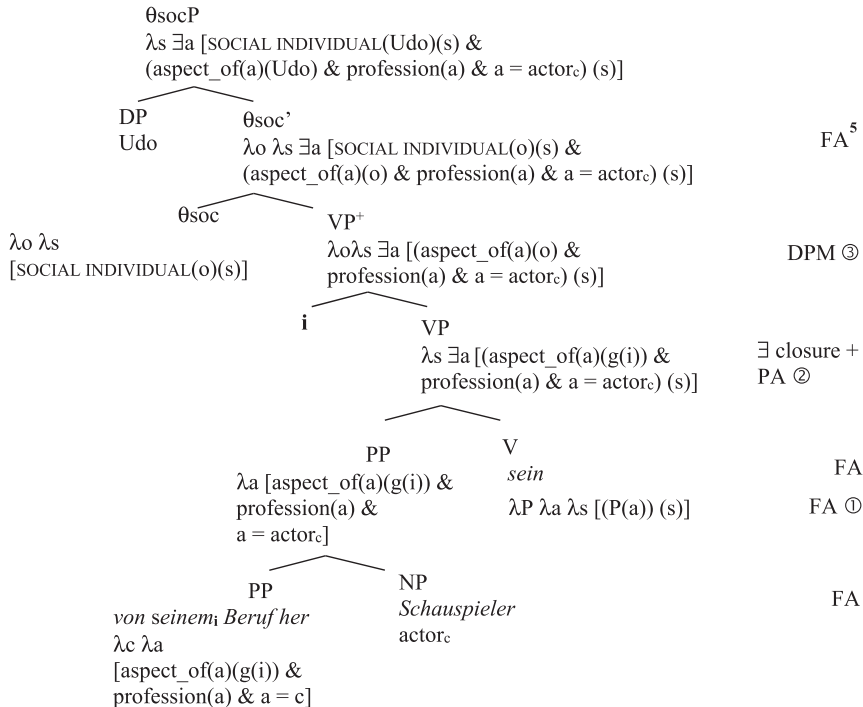 θsocP
λs ∃a [SOCIAL INDIVIDUAL(Udo)(s) &
(aspect_of(a)(Udo) & profession(a) & a = actorc) (s)]
DP
Udo
θsoc’
λo λs ∃a [SOCIAL INDIVIDUAL(o)(s) &
(aspect_of(a)(o) & profession(a) & a = actorc) (s)]
FA5
θsoc
λo λs
[SOCIAL INDIVIDUAL(o)(s)]
VP+
λoλs ∃a [(aspect_of(a)(o) &
profession(a) & a = actorc) (s)]
DPM ③
i
VP
λs ∃a [(aspect_of(a)(g(i)) &
profession(a) & a = actorc) (s)]
∃ closure +
PA ②
PP
λa [aspect_of(a)(g(i)) &
profession(a) &
a = actorc]
V
sein
λP λa λs [(P(a)) (s)]
FA
FA ①
PP
von seinemi Beruf her
λc λa
[aspect_of(a)(g(i)) &
profession(a) & a = c]
NP
Schauspieler
actorc
FA